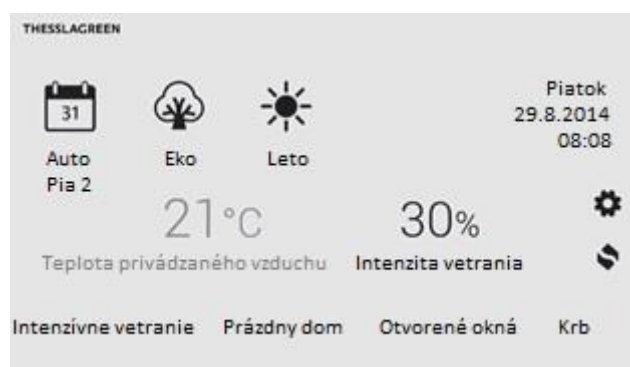 THESSLAGREEN
Piatok
29.8.2014
08:08
31
Auto
Pia 2
Eko
Leto
21°C
Teplota privádzaného vzduchu
30%
Intenzita vetrania
Intenzívne vetranie
Prázdny dom
Otvorené okná
Krb